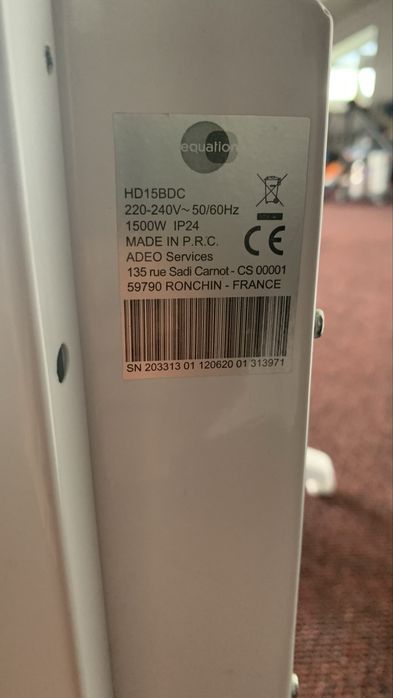 equation
HD15BDC
220-240V~ 50/60Hz
1500W IP24
MADE IN P.R.C.
ADEO Services
135 rue Sadi Carnot - CS 00001
59790 RONCHIN - FRANCE
CE
SN 203313 01 120620 01 313971